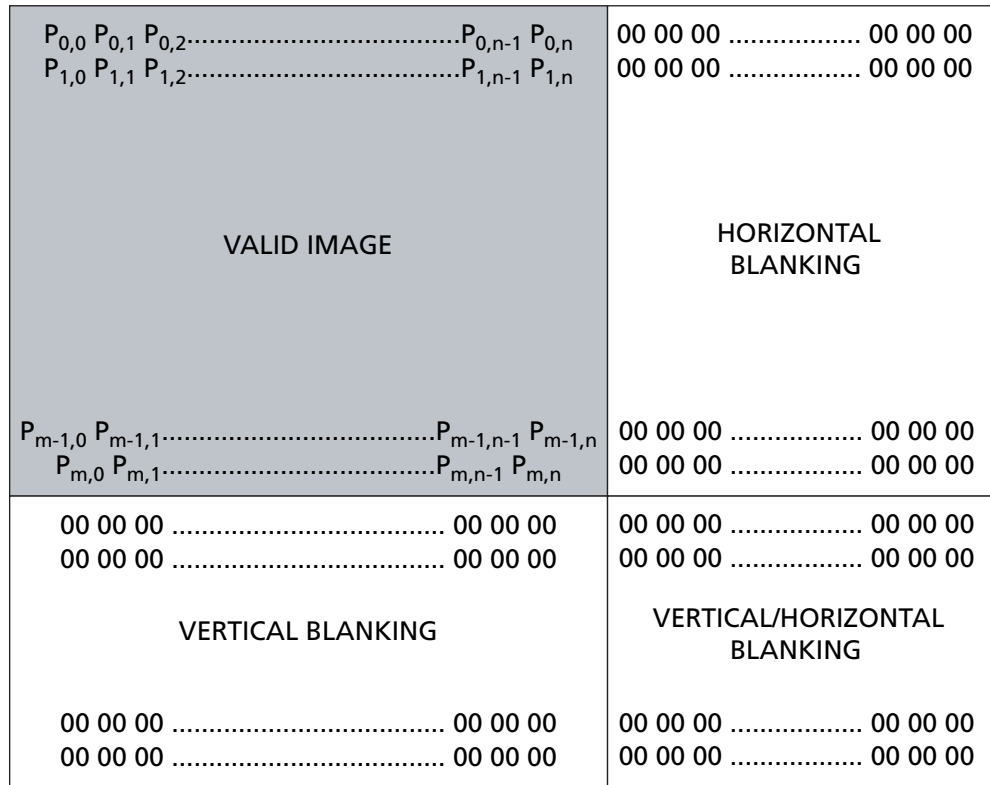 P0,0 P0,1 P0,2.....................................P0,n-1 P0,n 00 00 00 .................. 00 00 00
P1,0 P1,1 P1,2.....................................P1,n-1 P1,n 00 00 00 .................. 00 00 00
VALID IMAGE
HORIZONTAL
BLANKING
Pm-1,0 Pm-1,1.....................................Pm-1,n-1 Pm-1,n 00 00 00 .................. 00 00 00
Pm,0 Pm,1.....................................Pm,n-1 Pm,n 00 00 00 .................. 00 00 00
00 00 00 ..................................... 00 00 00 00 00 00 .................. 00 00 00
00 00 00 ..................................... 00 00 00 00 00 00 .................. 00 00 00
VERTICAL BLANKING
VERTICAL/HORIZONTAL
BLANKING
00 00 00 ..................................... 00 00 00 00 00 00 .................. 00 00 00
00 00 00 ..................................... 00 00 00 00 00 00 .................. 00 00 00